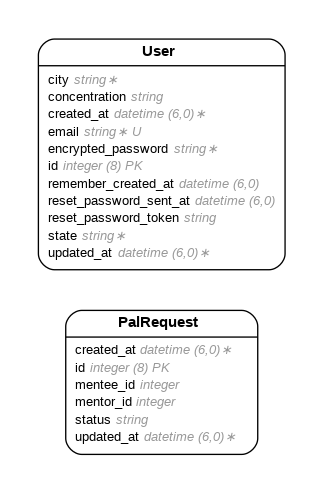 User
city string∗
concentration string
created_at datetime (6,0)∗
email string∗ U
encrypted_password string∗
id integer (8) PK
remember_created_at datetime (6,0)
reset_password_sent_at datetime (6,0)
reset_password_token string
state string∗
updated_at datetime (6,0)∗
PalRequest
created_at datetime (6,0)∗
id integer (8) PK
mentee_id integer
mentor_id integer
status string
updated_at datetime (6,0)∗